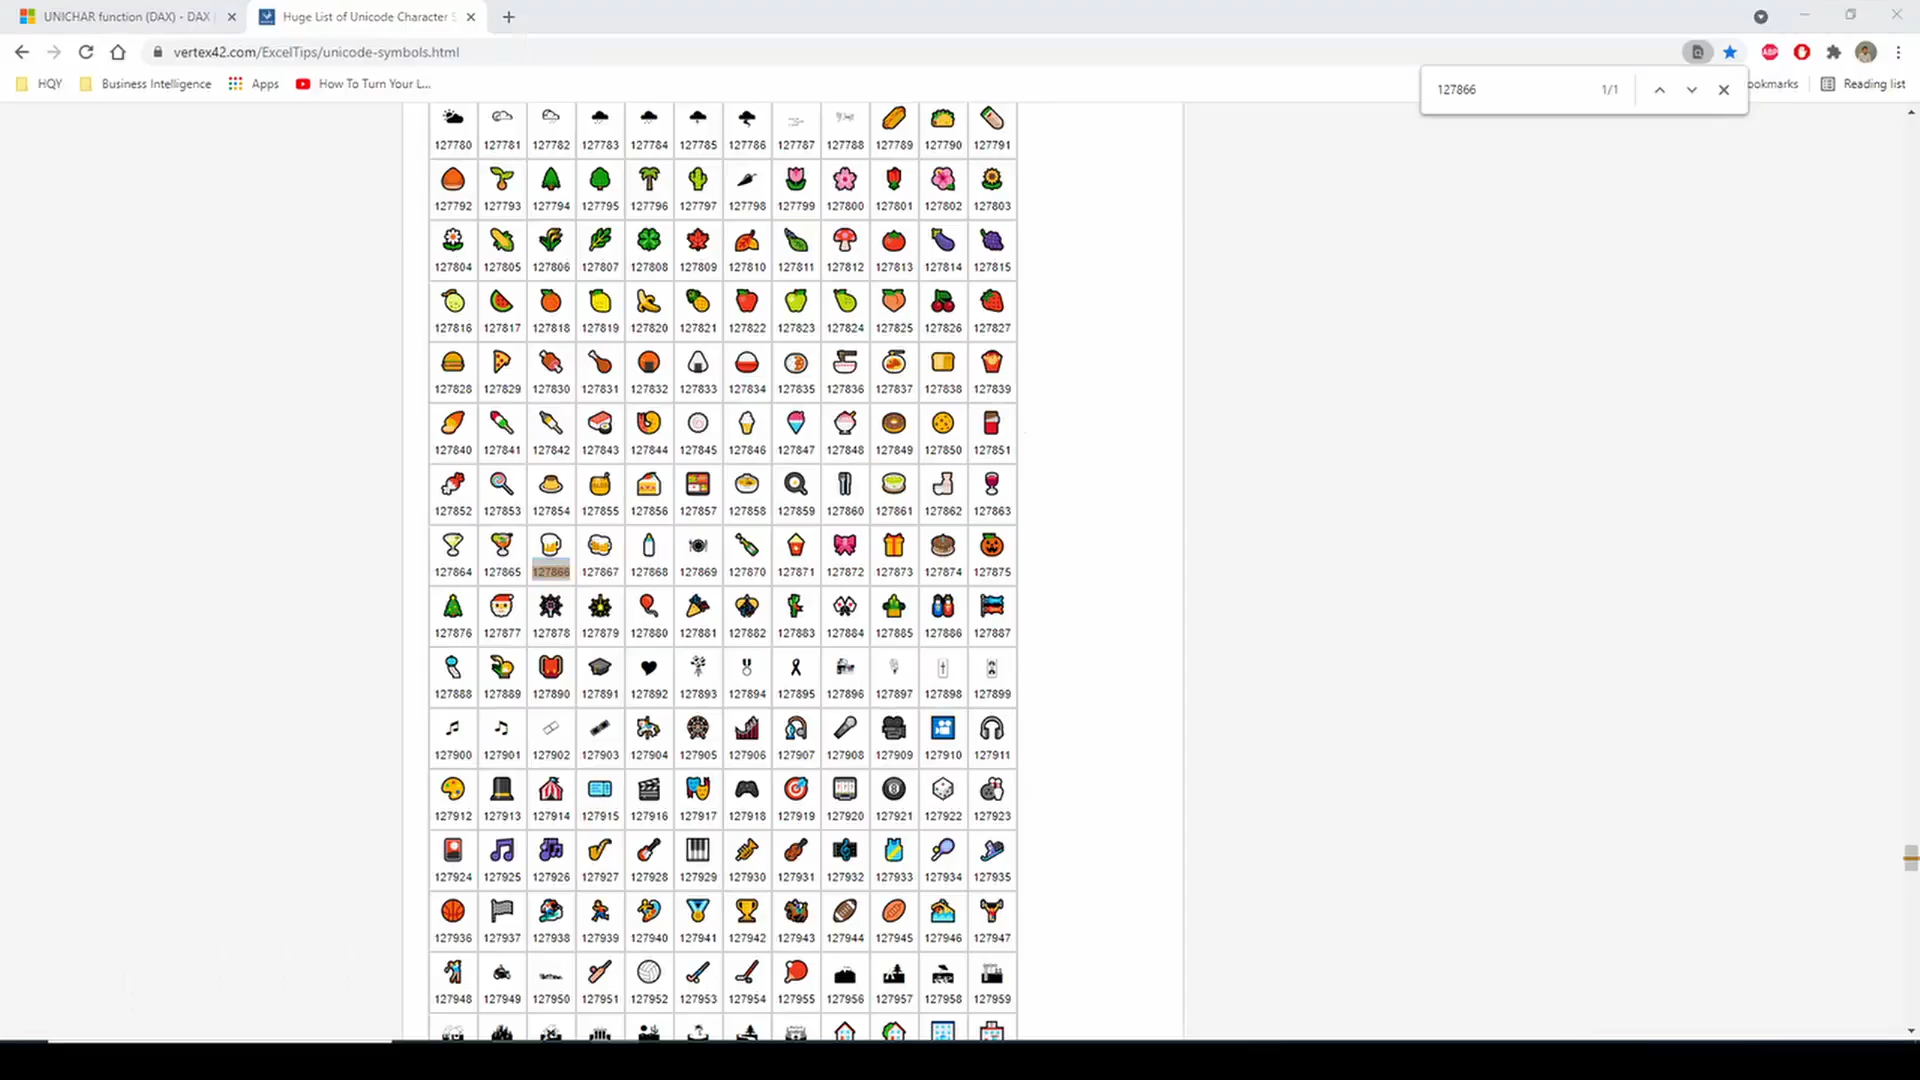 UNICHAR function (DAX) - DAX
Huge List of Unicode Character S
vertex42.com/ExcelTips/unicode-symbols.html
HQY Business Intelligence Apps How To Turn Your L... ookmarks Reading list
127866 1/1
127780 127781 127782 127783 127784 127785 127786 127787 127788 127789 127790 127791
127792 127793 127794 127795 127796 127797 127798 127799 127800 127801 127802 127803
127804 127805 127806 127807 127808 127809 127810 127811 127812 127813 127814 127815
127816 127817 127818 127819 127820 127821 127822 127823 127824 127825 127826 127827
127828 127829 127830 127831 127832 127833 127834 127835 127836 127837 127838 127839
127840 127841 127842 127843 127844 127845 127846 127847 127848 127849 127850 127851
127852 127853 127854 127855 127856 127857 127858 127859 127860 127861 127862 127863
127864 127865 127866 127867 127868 127869 127870 127871 127872 127873 127874 127875
127876 127877 127878 127879 127880 127881 127882 127883 127884 127885 127886 127887
127888 127889 127890 127891 127892 127893 127894 127895 127896 127897 127898 127899
127900 127901 127902 127903 127904 127905 127906 127907 127908 127909 127910 127911
127912 127913 127914 127915 127916 127917 127918 127919 127920 127921 127922 127923
127924 127925 127926 127927 127928 127929 127930 127931 127932 127933 127934 127935
127936 127937 127938 127939 127940 127941 127942 127943 127944 127945 127946 127947
127948 127949 127950 127951 127952 127953 127954 127955 127956 127957 127958 127959